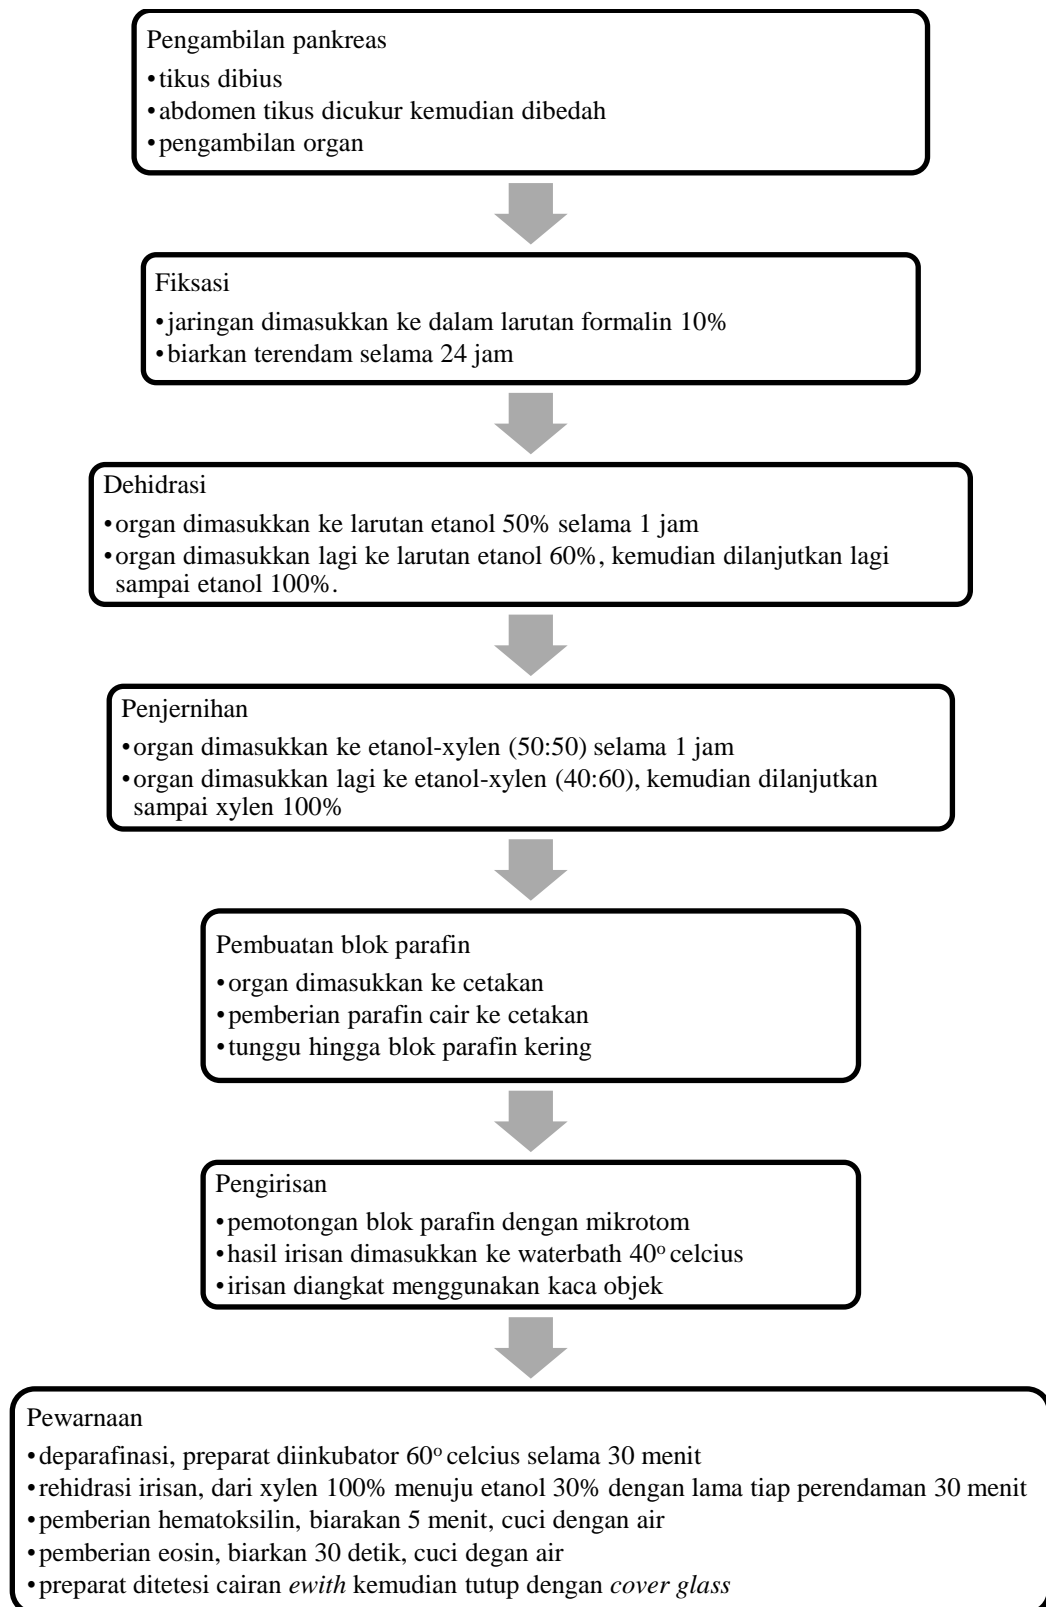 Pengambilan pankreas
•tikus dibius
•abdomen tikus dicukur kemudian dibedah
•pengambilan organ
Fiksasi
•jaringan dimasukkan ke dalam larutan formalin 10%
•biarkan terendam selama 24 jam
Dehidrasi
•organ dimasukkan ke larutan etanol 50% selama 1 jam
•organ dimasukkan lagi ke larutan etanol 60%, kemudian dilanjutkan lagi
sampai etanol 100%.
Penjernihan
•organ dimasukkan ke etanol-xylen (50:50) selama 1 jam
•organ dimasukkan lagi ke etanol-xylen (40:60), kemudian dilanjutkan
sampai xylen 100%
Pembuatan blok parafin
•organ dimasukkan ke cetakan
•pemberian parafin cair ke cetakan
•tunggu hingga blok parafin kering
Pengirisan
•pemotongan blok parafin dengan mikrotom
•hasil irisan dimasukkan ke waterbath 40° celcius
•irisan diangkat menggunakan kaca objek
Pewarnaan
•deparafinasi, preparat diinkubator 60° celcius selama 30 menit
•rehidrasi irisan, dari xylen 100% menuju etanol 30% dengan lama tiap perendaman 30 menit
•pemberian hematoksilin, biarakan 5 menit, cuci dengan air
•pemberian eosin, biarkan 30 detik, cuci degan air
•preparat ditetesi cairan ewith kemudian tutup dengan cover glass